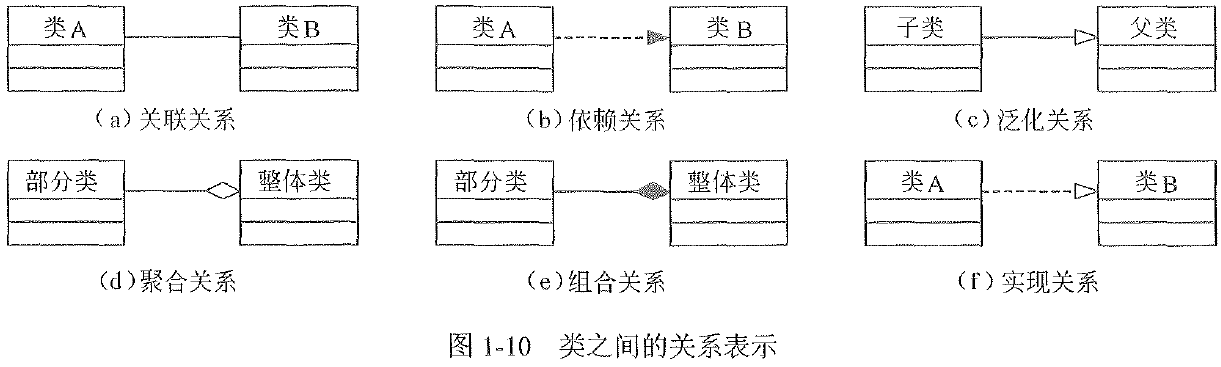 类A 类B 类A 类B 子类 父类
(a)关联关系 (b)依赖关系 (c)泛化关系
部分类 整体类 部分类 整体类 类A 类B
(d)聚合关系 (e)组合关系 (f)实现关系
图 1-10 类之间的关系表示